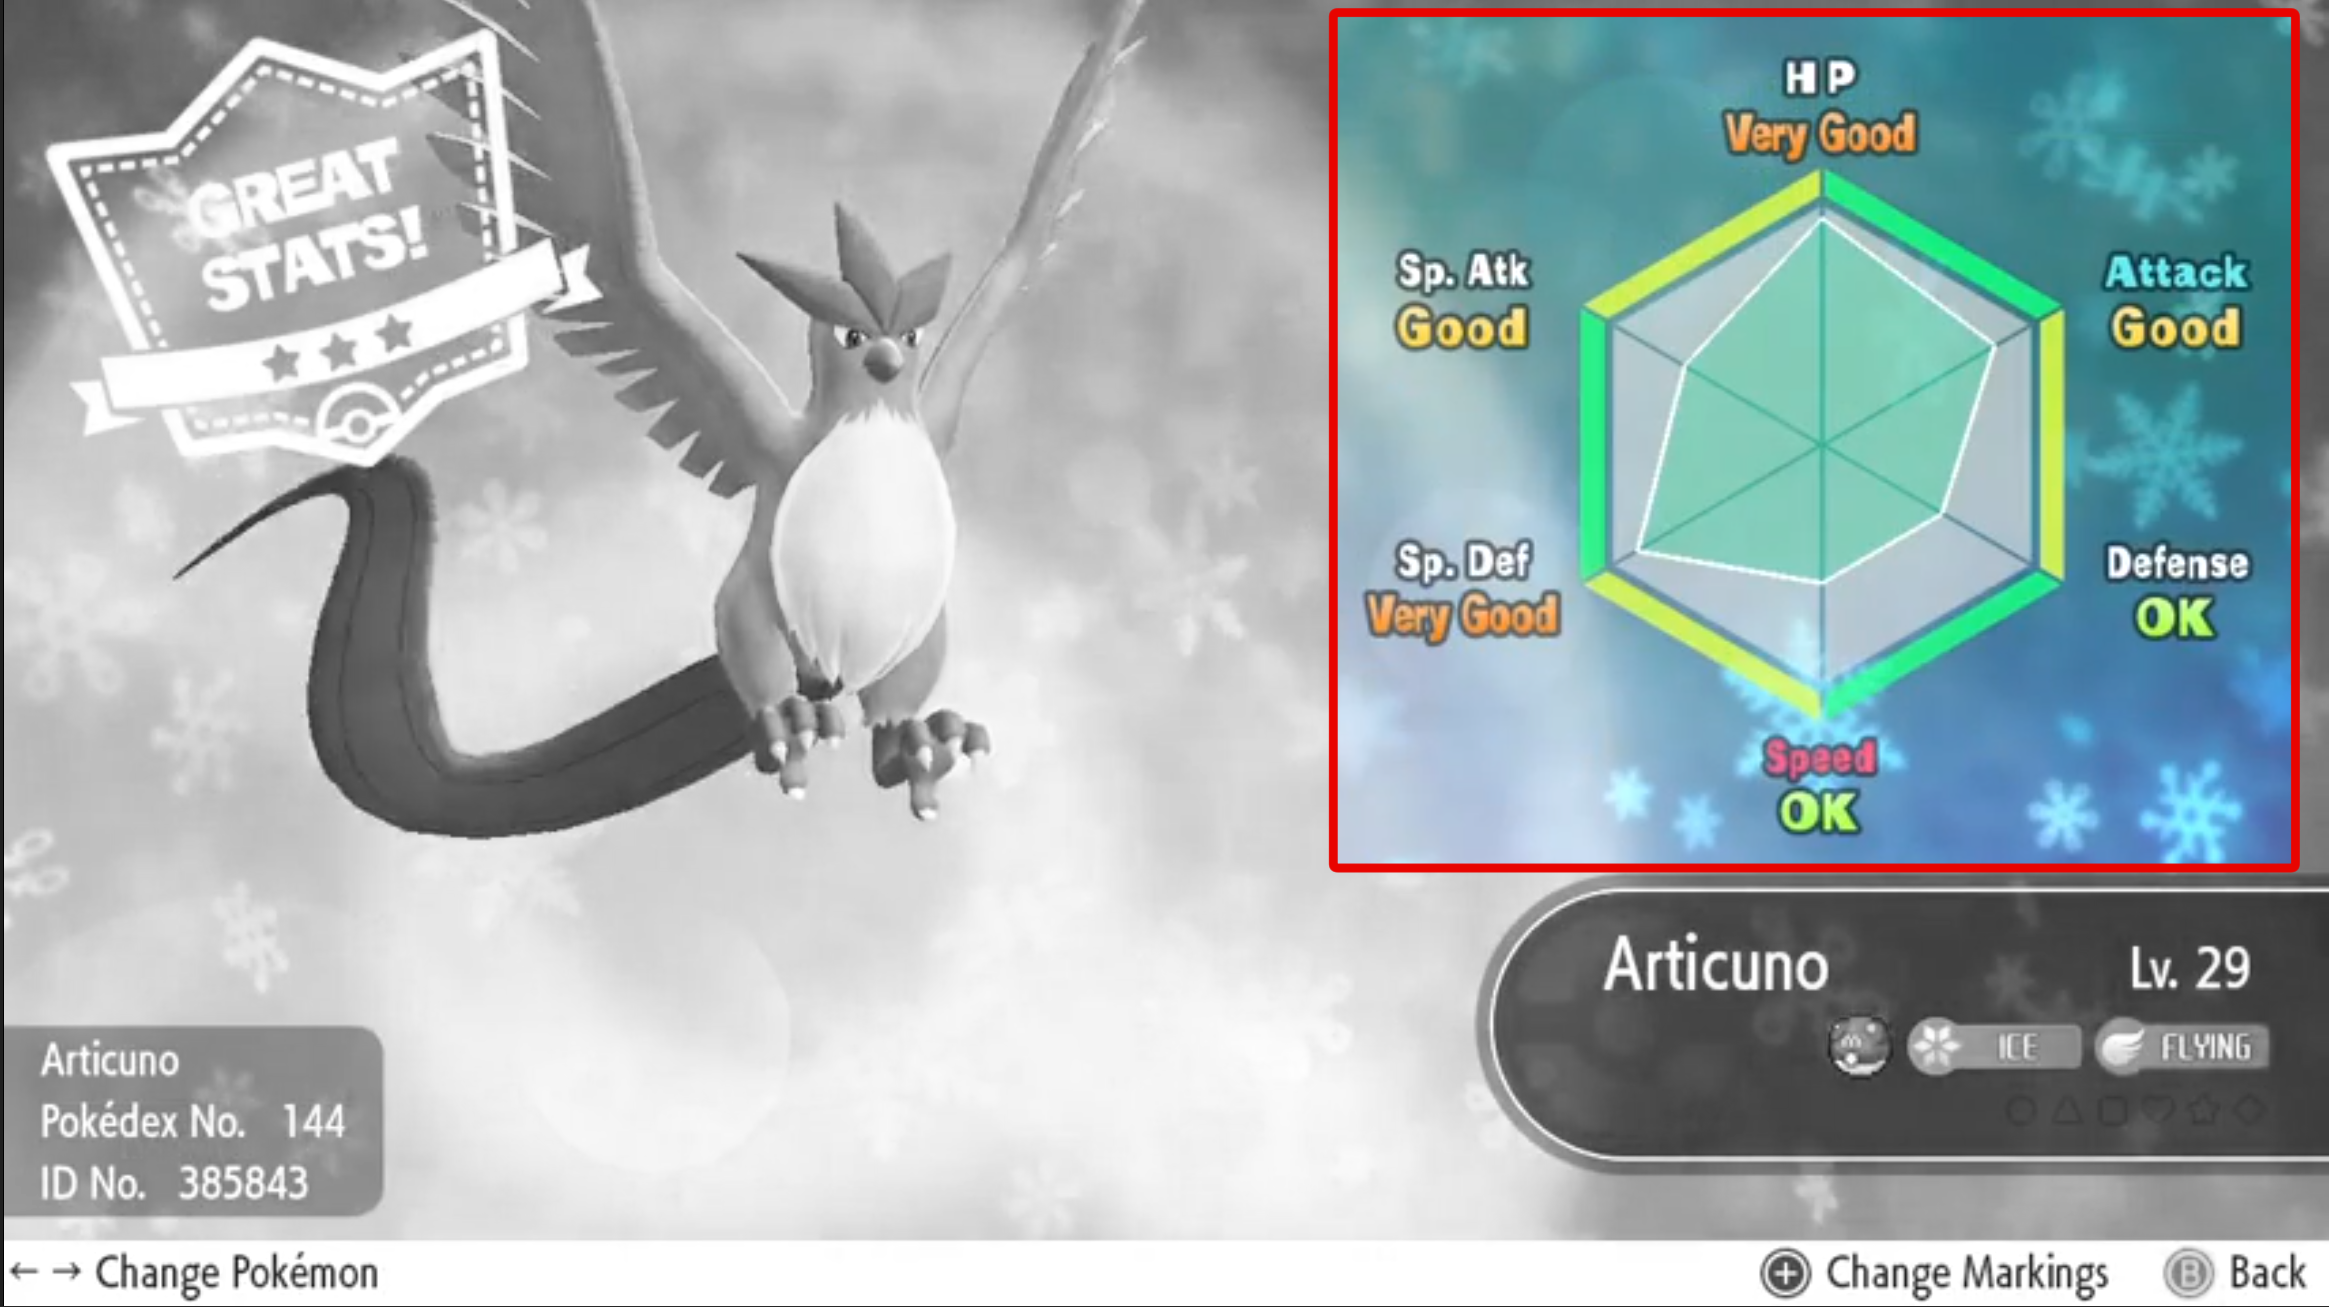 GREAT
STATS!
HP
Very Good
Sp. Atk
Good
Attack
Good
Sp. Def
Very Good
Defense
OK
Speed
OK
Articuno
Lv. 29
ICE
FLYING
Articuno
Pokédex No. 144
ID No. 385843
← → Change Pokémon
+ Change Markings
B Back